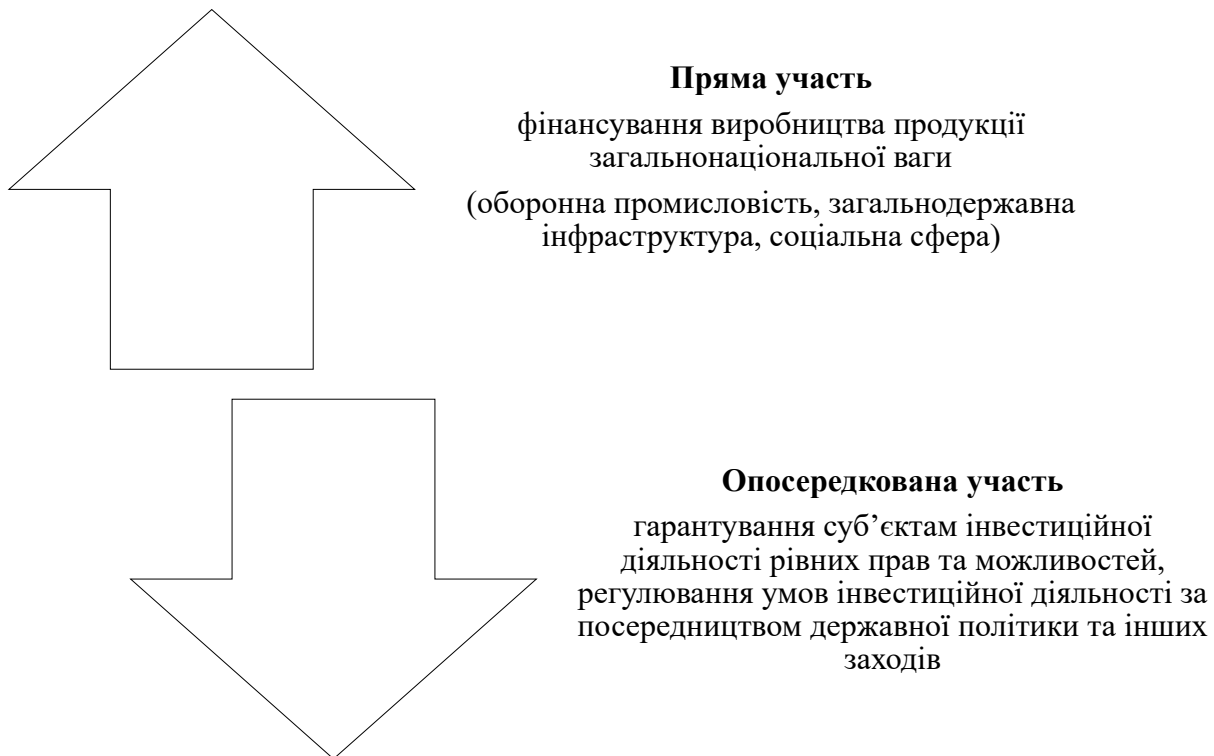 Пряма участь
фінансування виробництва продукції
загальнонаціональної ваги
(оборонна промисловість, загальнодержавна
інфраструктура, соціальна сфера)
Опосередкована участь
гарантування суб’єктам інвестиційної
діяльності рівних прав та можливостей,
регулювання умов інвестиційної діяльності за
посередництвом державної політики та інших
заходів